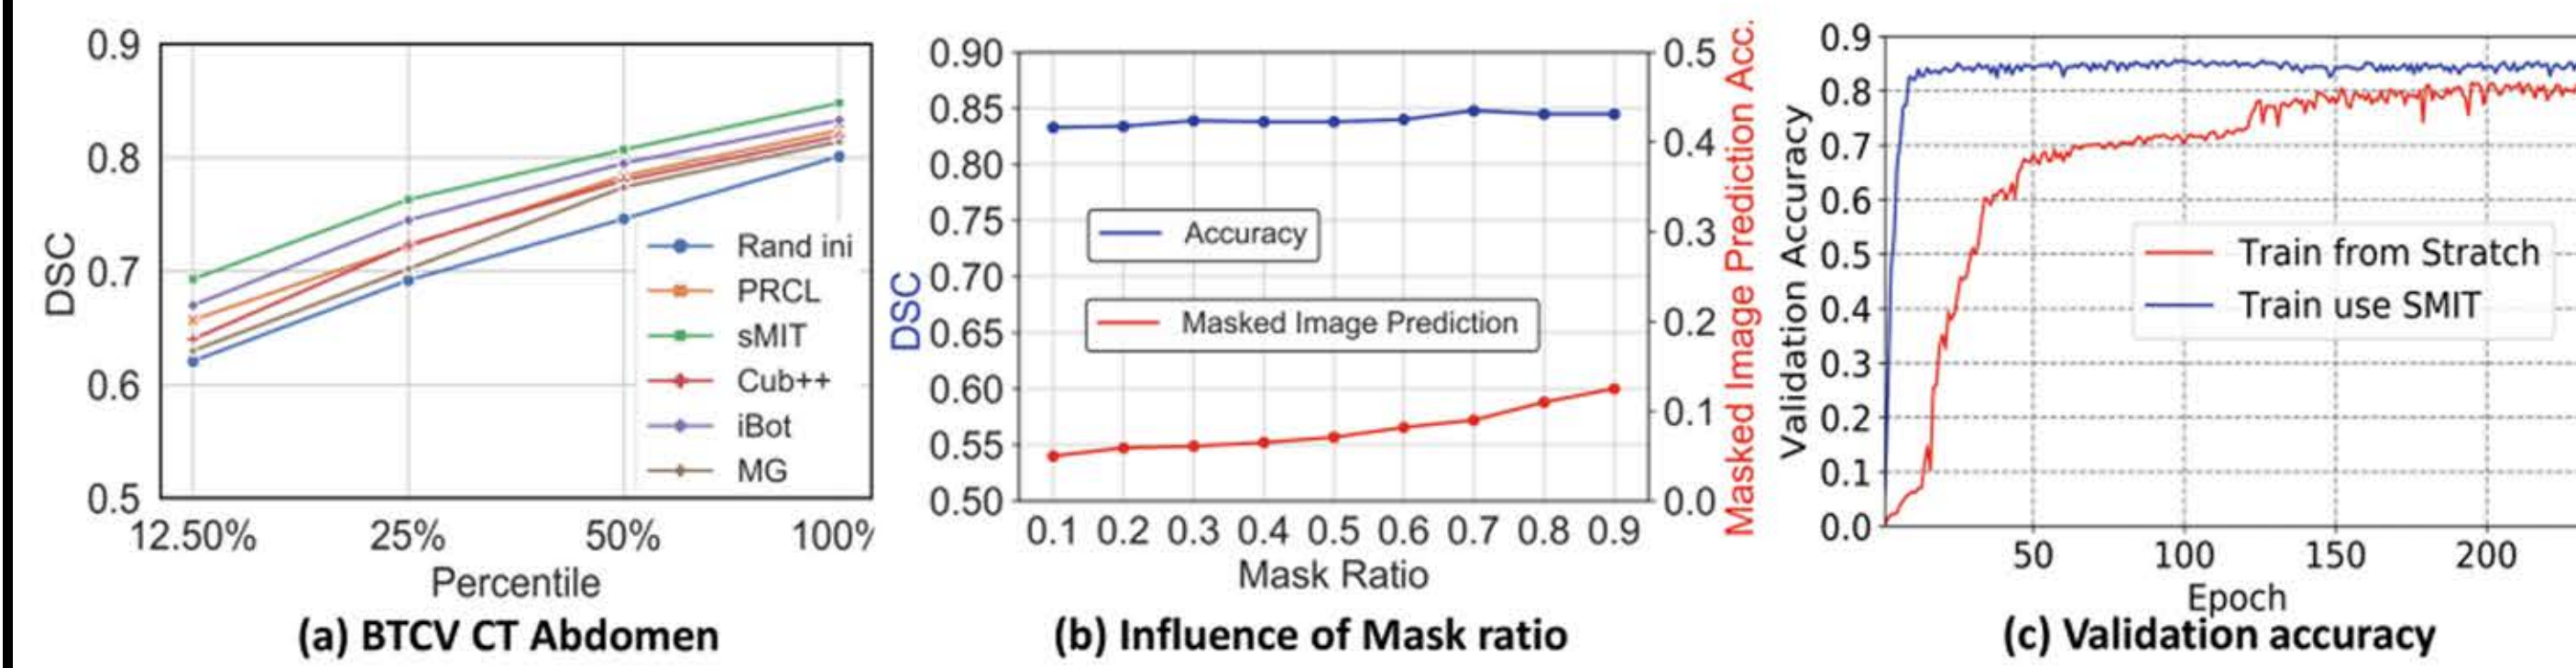 0.9
0.8
0.7
0.6
0.5
DSC
12.50% 25% 50% 100%
Percentile
Rand ini
PRCL
sMIT
Cub++
iBot
MG
(a) BTCV CT Abdomen
0.90
0.85
0.80
0.75
0.70
0.65
0.60
0.55
0.50
DSC
Accuracy
Masked Image Prediction
0.5
0.4
0.3
0.2
0.1
0.0
Masked Image Prediction Acc.
0.1 0.2 0.3 0.4 0.5 0.6 0.7 0.8 0.9
Mask Ratio
(b) Influence of Mask ratio
0.9
0.8
0.7
0.6
0.5
0.4
0.3
0.2
0.1
0.0
Validation Accuracy
Train from Stratch
Train use SMIT
50 100 150 200
Epoch
(c) Validation accuracy